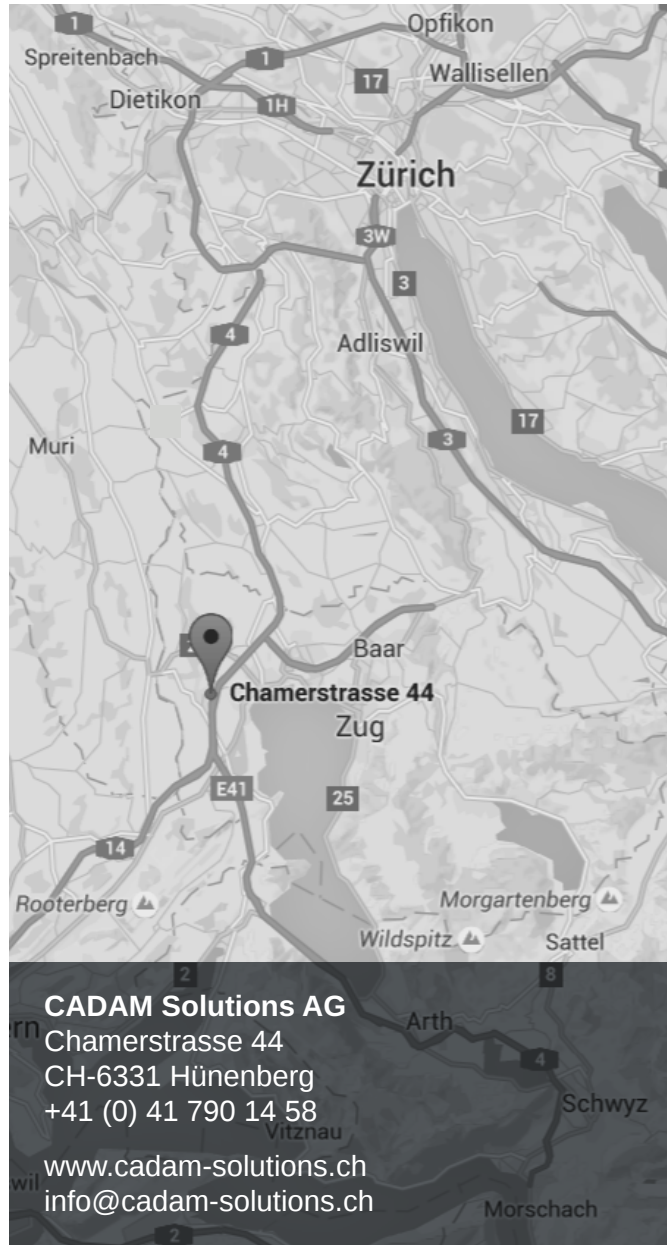 Opfikon
1
Spreitenbach
1
17
Wallisellen
Dietikon
1H
Zürich
3W
3
4
Adliswil
17
Muri
4
3
Baar
Chamerstrasse 44
Zug
E41
25
14
Rooterberg
Morgartenberg
Wildspitz
Sattel
2
8
CADAM Solutions AG
Chamerstrasse 44
CH-6331 Hünenberg
+41 (0) 41 790 14 58
www.cadam-solutions.ch
info@cadam-solutions.ch
ern
Arth
4
Schwyz
Vitznau
wil
Morschach
2